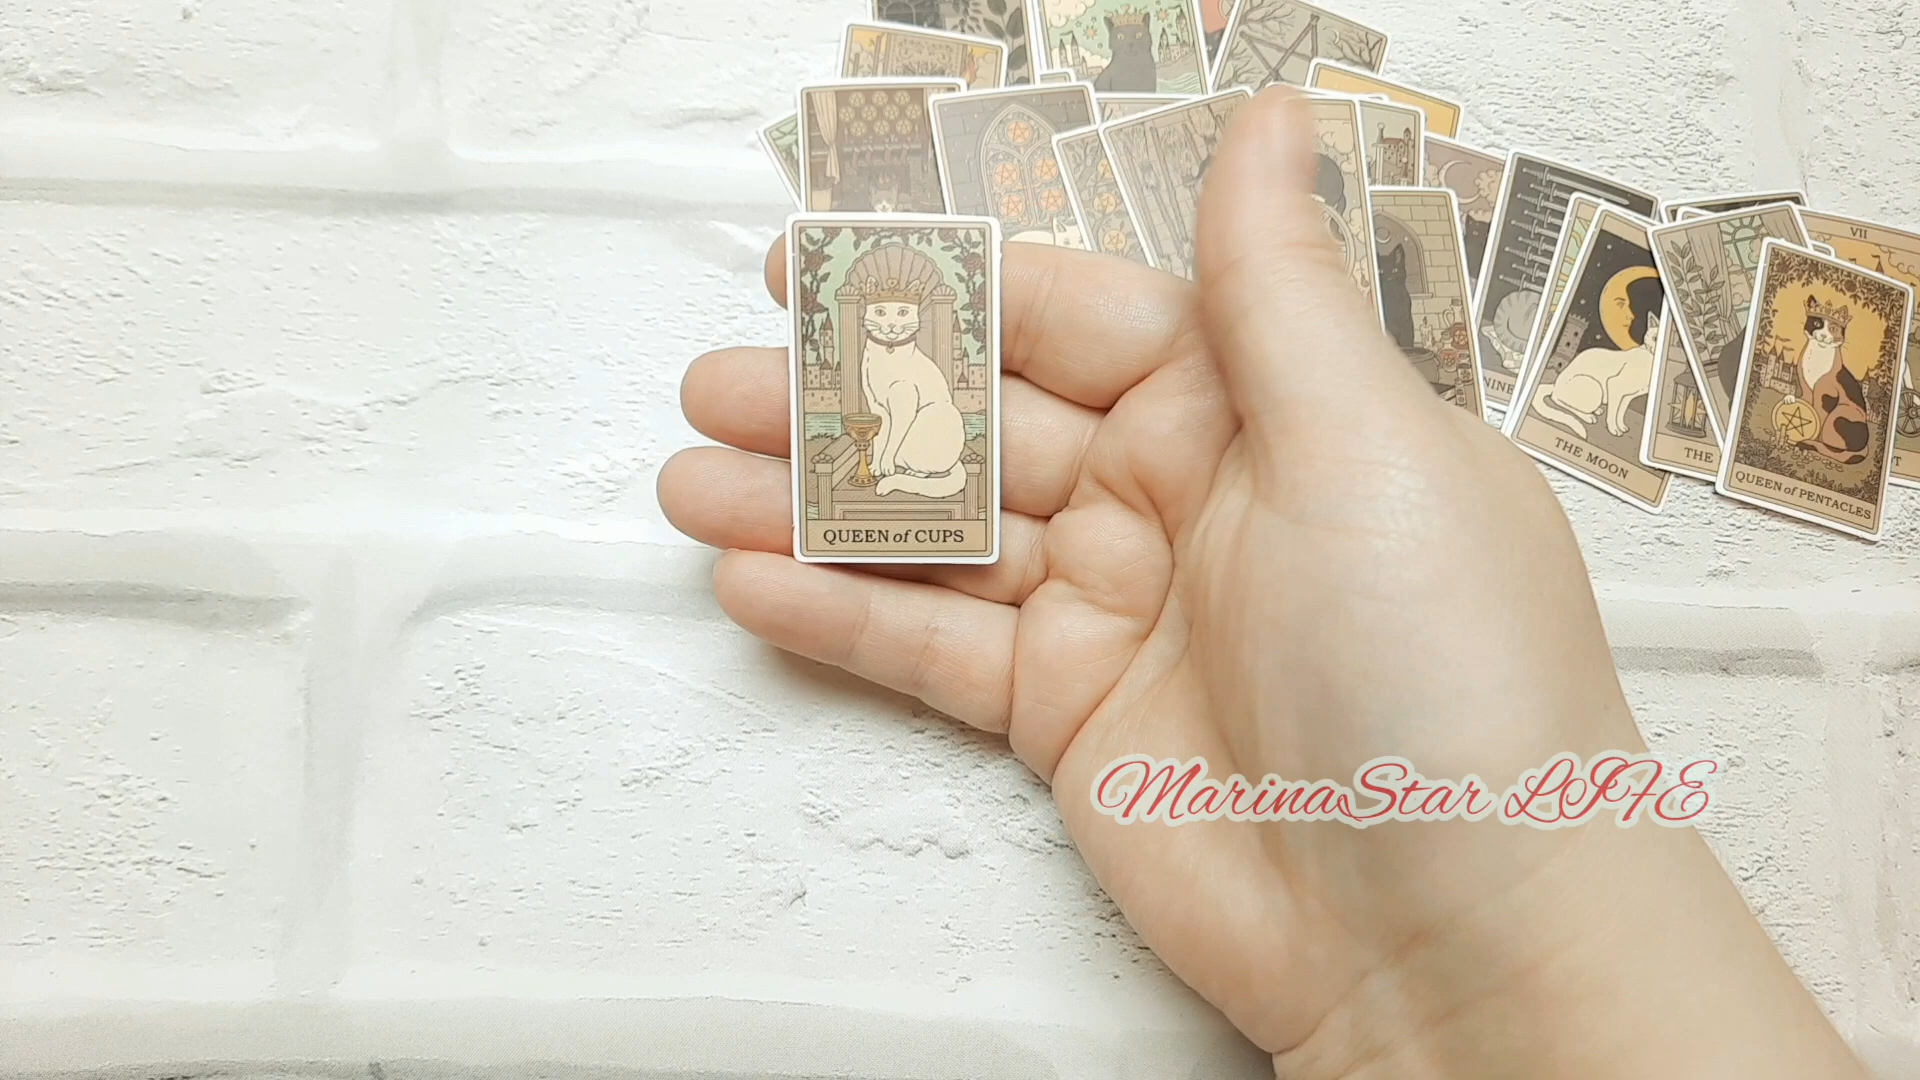 VII
NINE
THE MOON
THE
T
QUEEN of PENTACLES
QUEEN of CUPS
MarinaStar LIFE